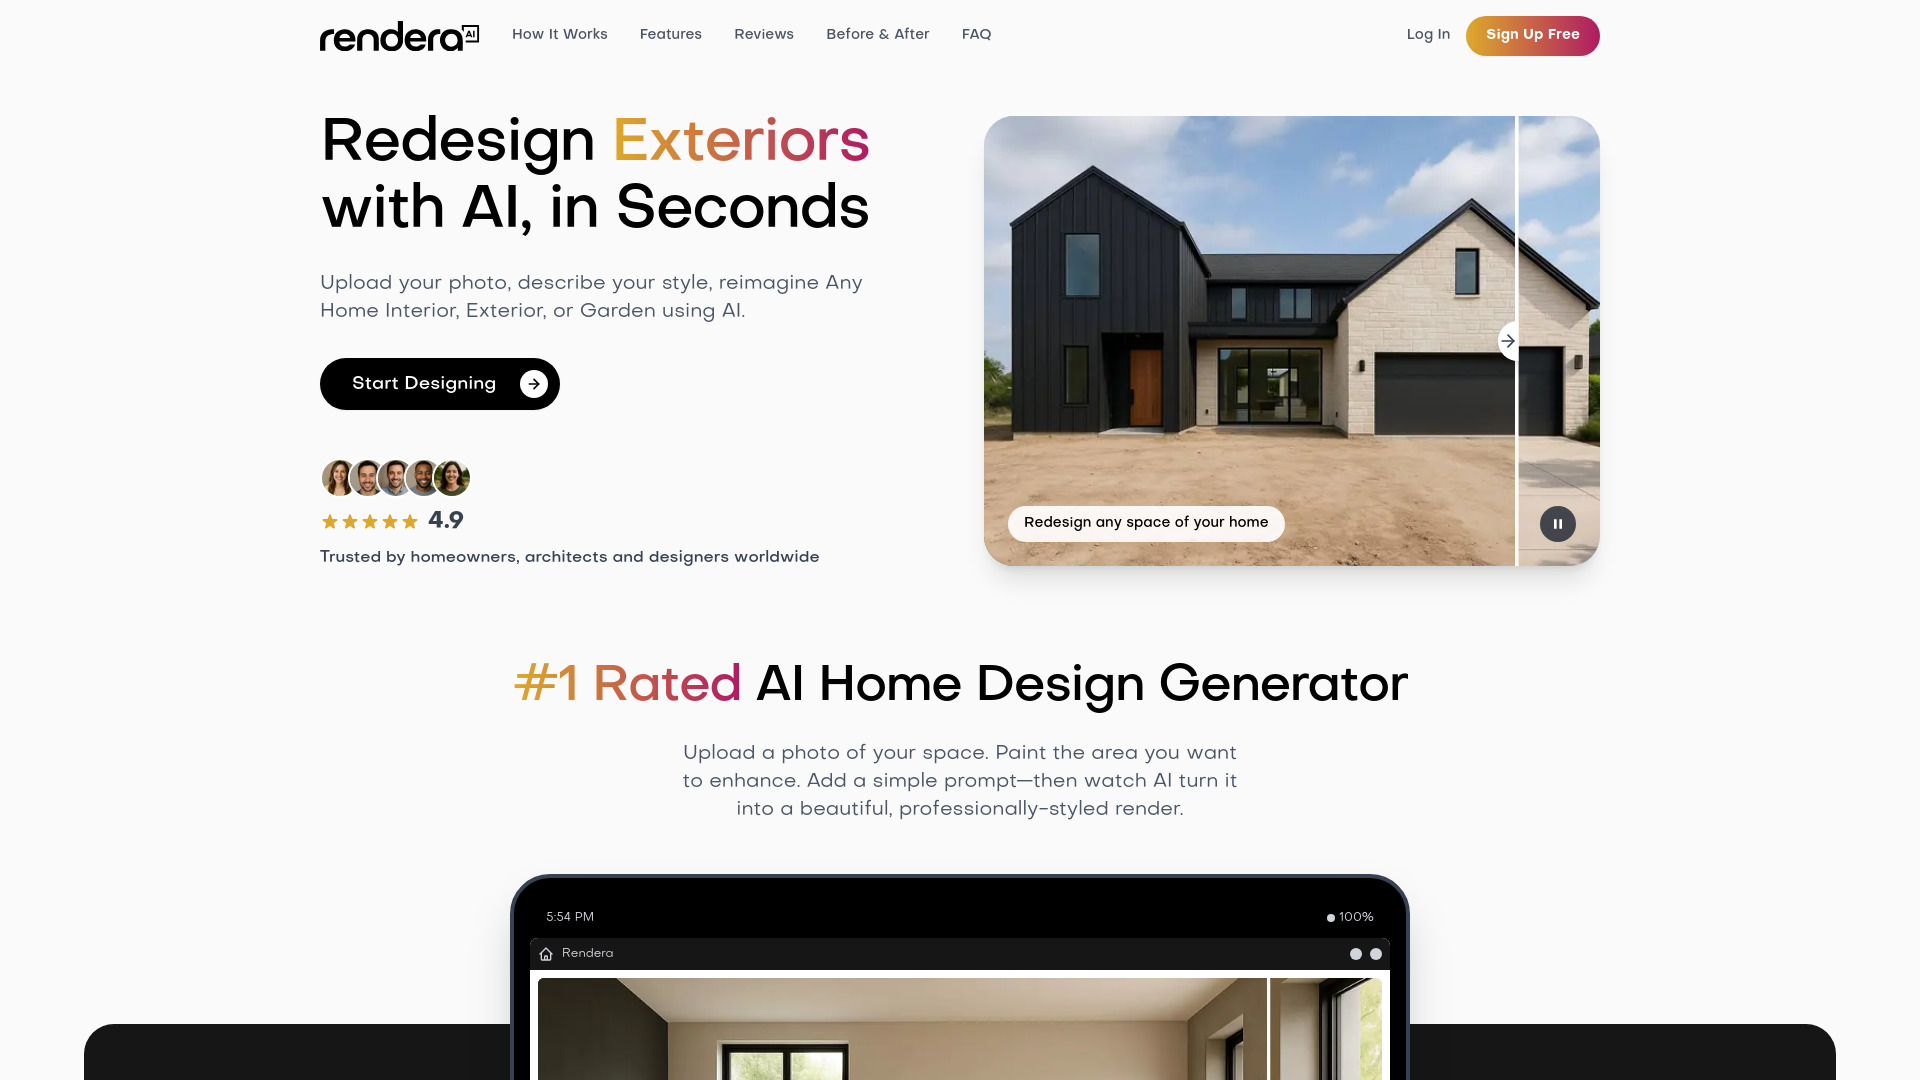 rendera AI
How It Works
Features
Reviews
Before & After
FAQ
Log In
Sign Up Free
Redesign Exteriors
with AI, in Seconds
Upload your photo, describe your style, reimagine Any
Home Interior, Exterior, or Garden using AI.
Start Designing
4.9
Trusted by homeowners, architects and designers worldwide
Redesign any space of your home
#1 Rated AI Home Design Generator
Upload a photo of your space. Paint the area you want
to enhance. Add a simple prompt—then watch AI turn it
into a beautiful, professionally-styled render.
5:54 PM
100%
Rendera